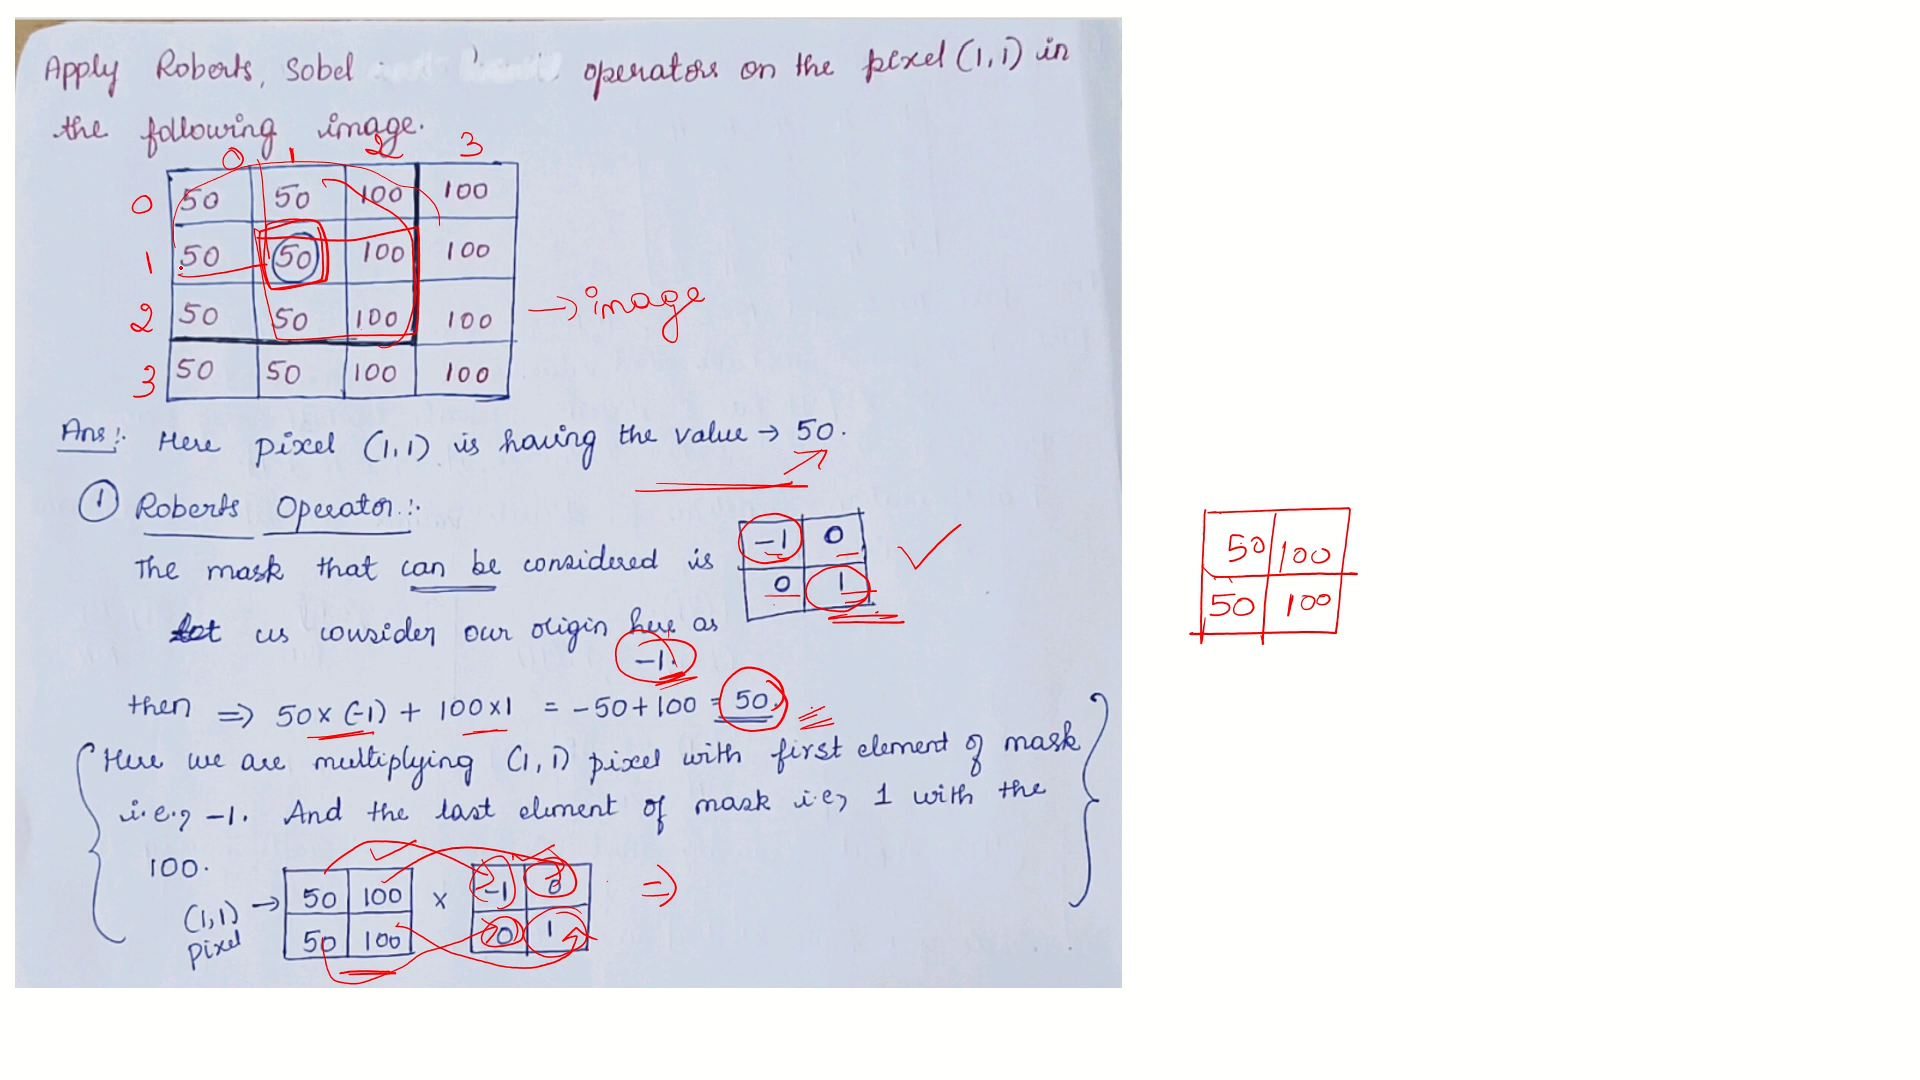 Apply Roberts, Sobel operators on the pixel (1,1) in
the following image.
0 1 2 3
0 50 50 100 100
1 50 50 100 100
2 50 50 100 100
3 50 50 100 100
→ image
Ans:. Here pixel (1,1) is having the value → 50.
① Roberts Operator:.
The mask that can be considered is
-1 0
0 1
let us consider our origin here as
-1.
then ⇒ 50x (-1) + 100x1 = -50+100 = 50.
Here we are multiplying (1,1) pixel with first element of mask
i.e., -1. And the last element of mask i.e, 1 with the
100.
(1,1) → 50 100 x -1 0 ⇒
pixel 50 100 0 1
50 100
50 100